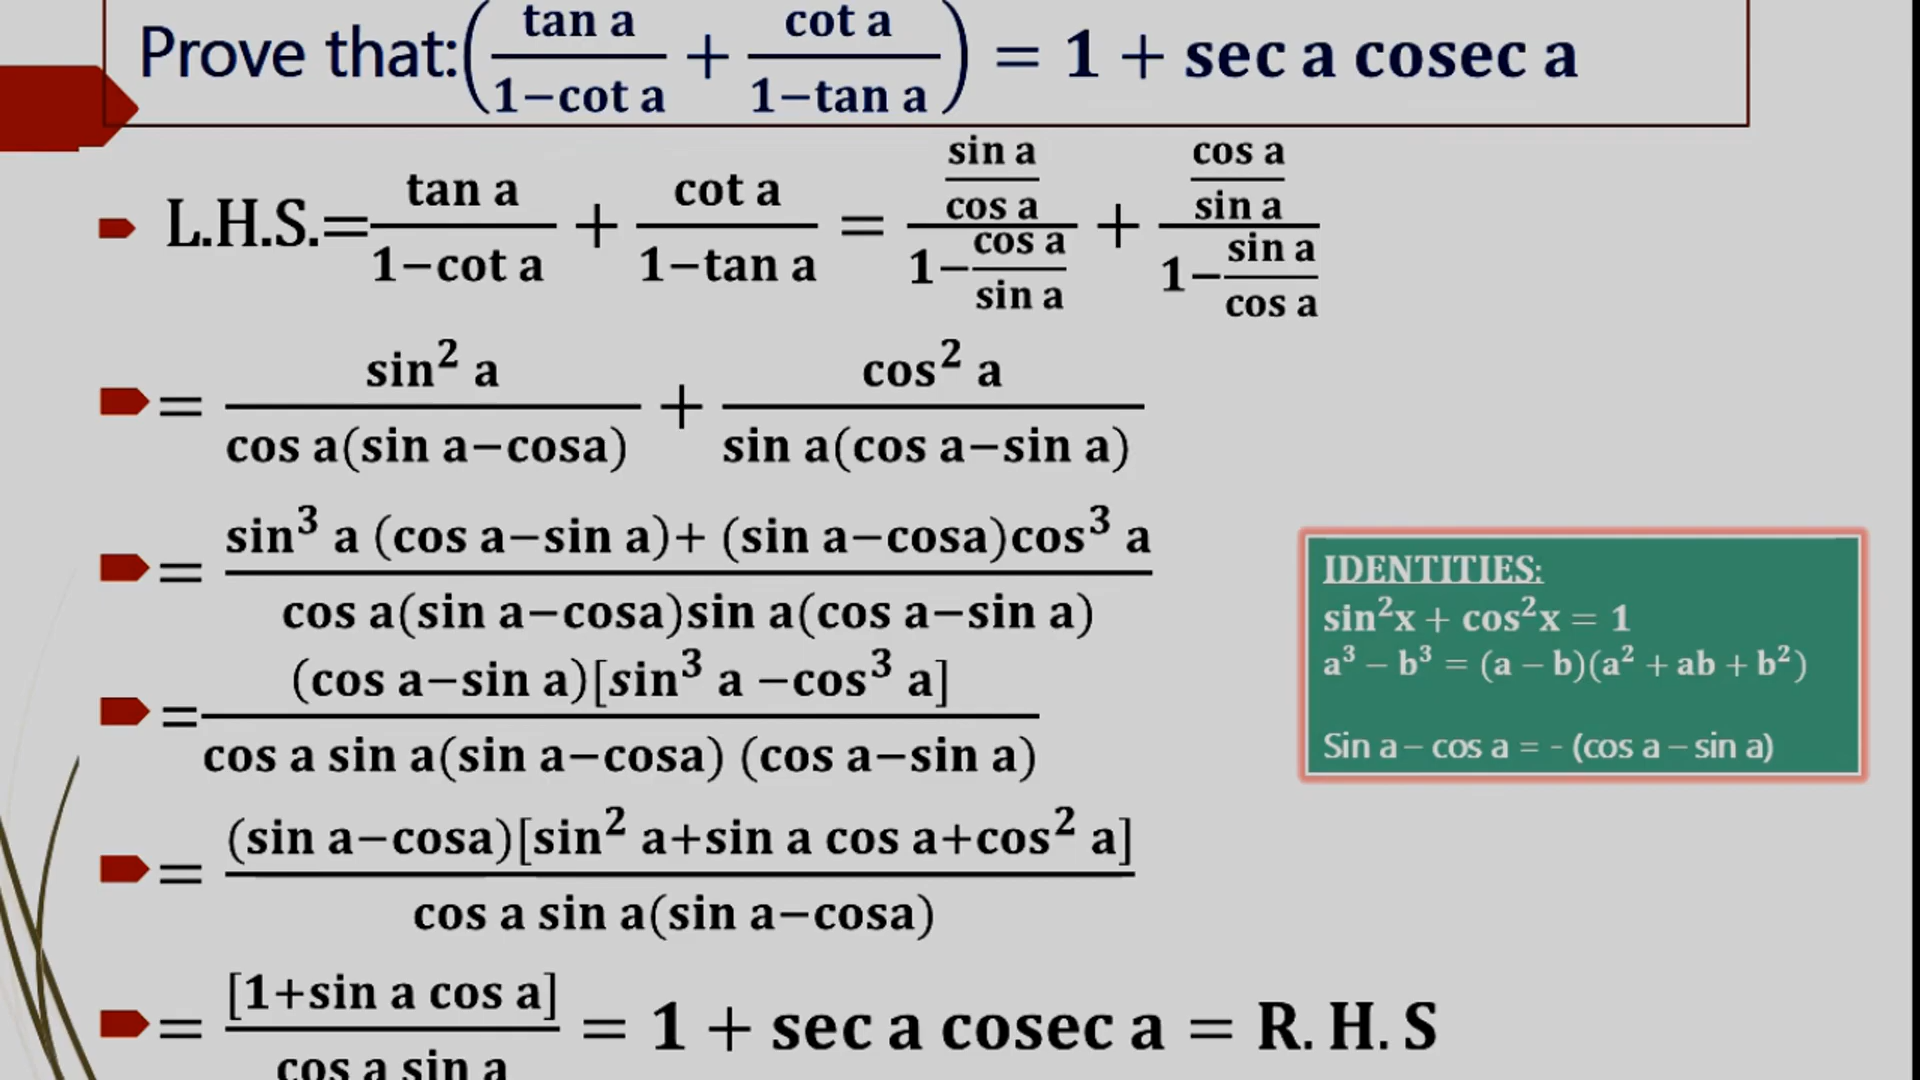 Prove that: (tan a / 1−cot a + cot a / 1−tan a) = 1 + sec a cosec a
L.H.S.= tan a / 1−cot a + cot a / 1−tan a = (sin a / cos a) / (1− cos a / sin a) + (cos a / sin a) / (1− sin a / cos a)
= sin² a / cos a(sin a−cosa) + cos² a / sin a(cos a−sin a)
= sin³ a (cos a−sin a)+ (sin a−cosa)cos³ a / cos a(sin a−cosa)sin a(cos a−sin a)
= (cos a−sin a)[sin³ a −cos³ a] / cos a sin a(sin a−cosa) (cos a−sin a)
= (sin a−cosa)[sin² a+sin a cos a+cos² a] / cos a sin a(sin a−cosa)
= [1+sin a cos a] / cos a sin a = 1 + sec a cosec a = R. H. S
IDENTITIES:
sin²x + cos²x = 1
a³ − b³ = (a − b)(a² + ab + b²)
Sin a – cos a = - (cos a – sin a)